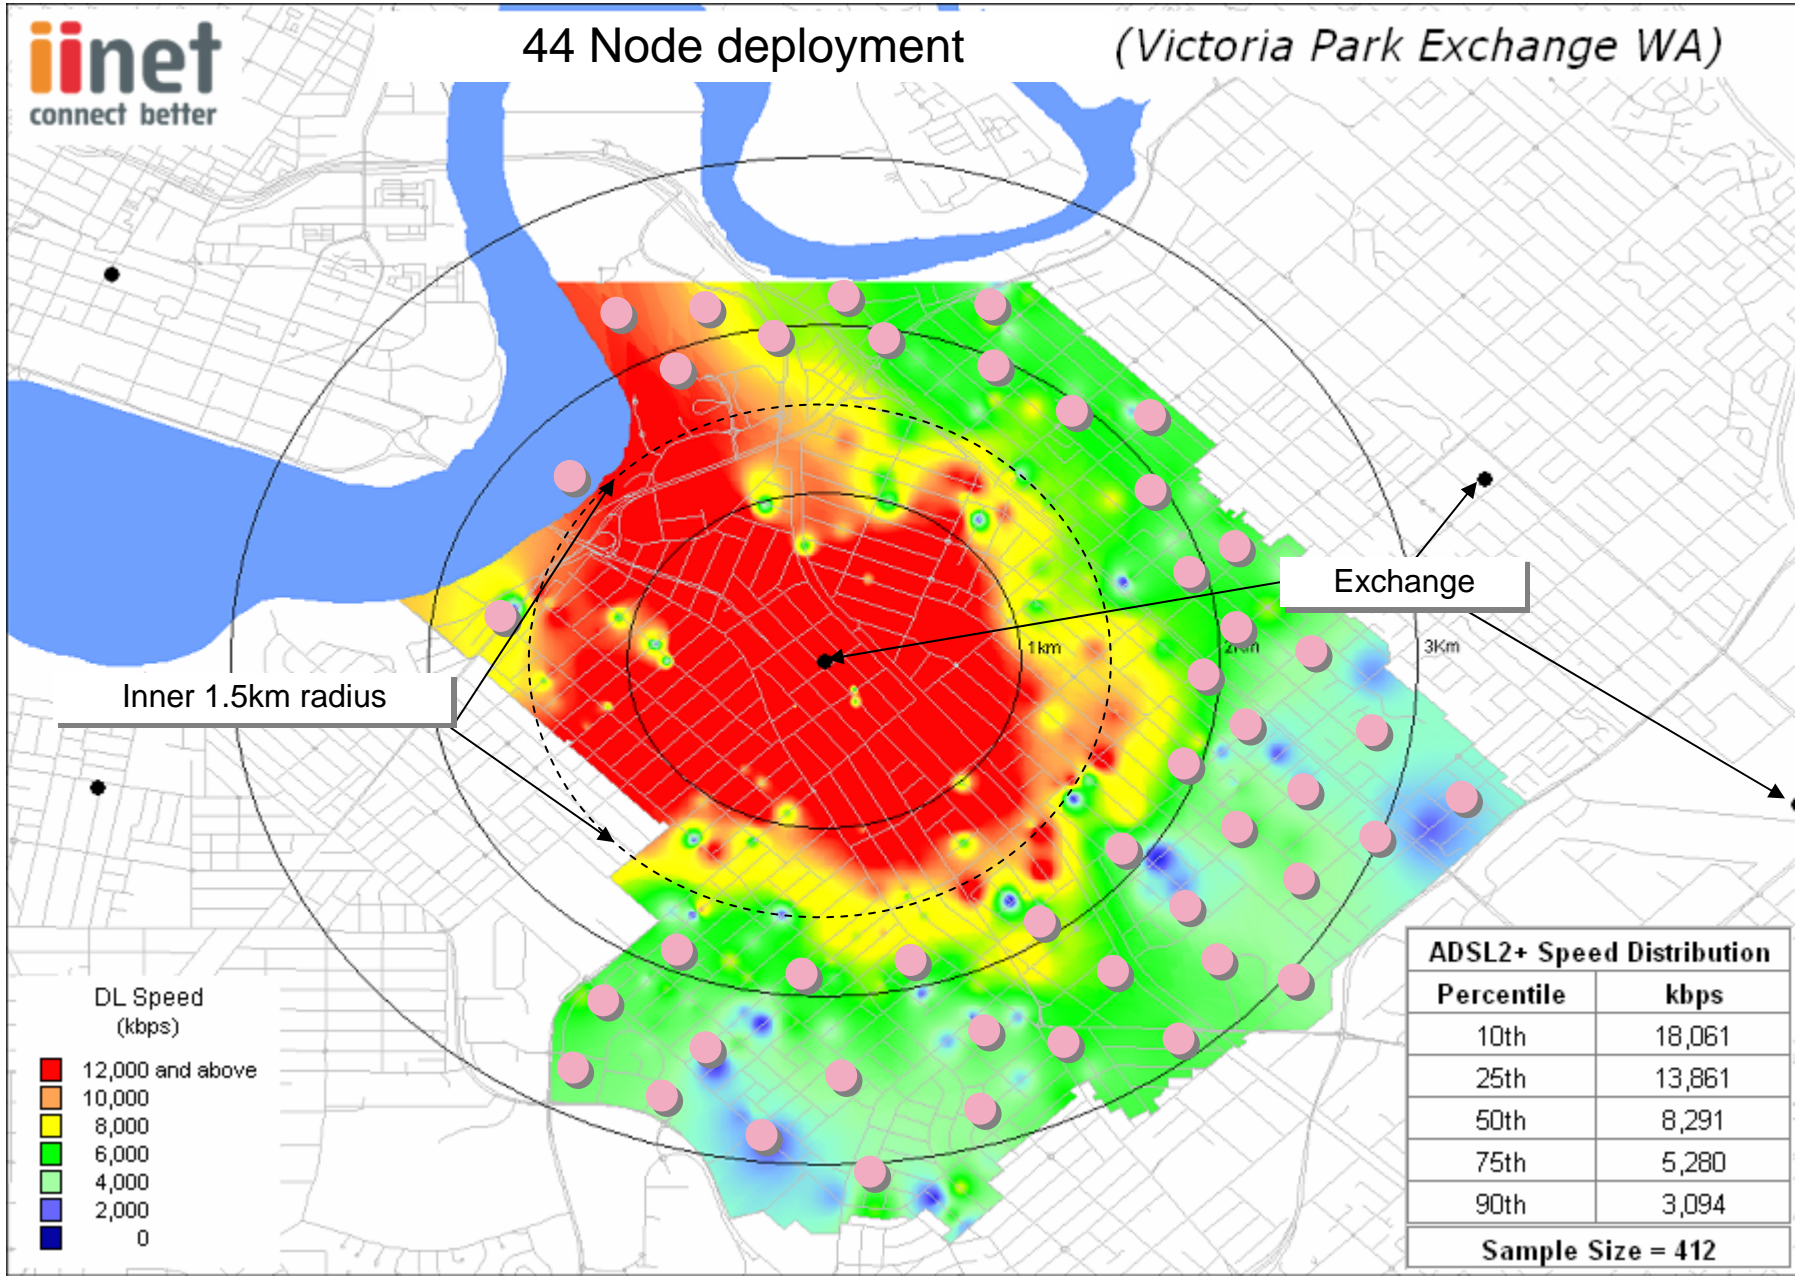 iinet
connect better
44 Node deployment
(Victoria Park Exchange WA)
Exchange
1km
3Km
Inner 1.5km radius
DL Speed
(kbps)
12,000 and above
10,000
8,000
6,000
4,000
2,000
0
ADSL2+ Speed Distribution
Percentile kbps
10th 18,061
25th 13,861
50th 8,291
75th 5,280
90th 3,094
Sample Size = 412